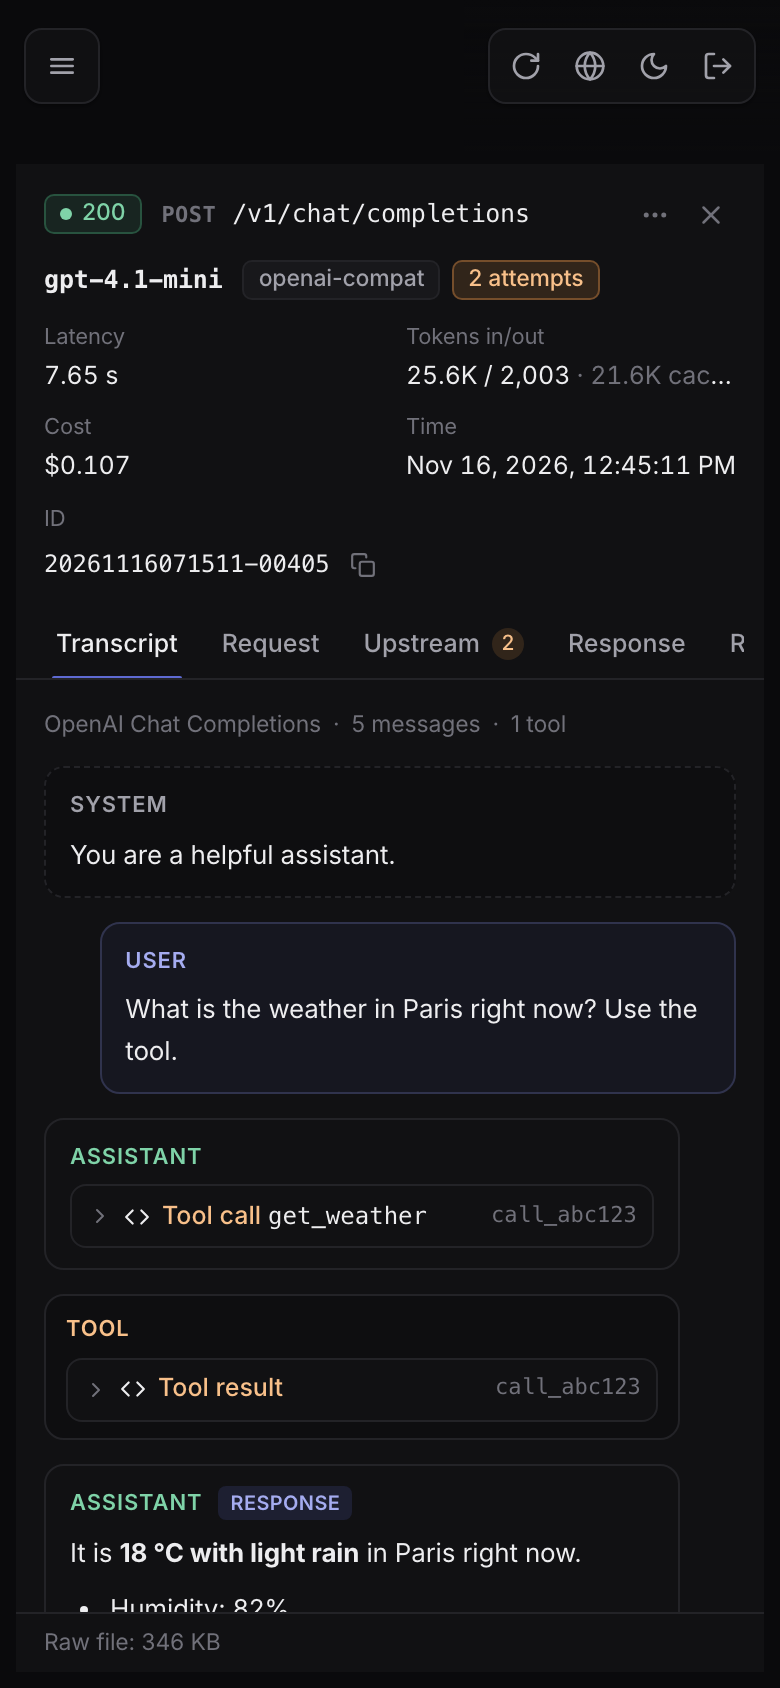 200 POST /v1/chat/completions
gpt-4.1-mini openai-compat 2 attempts
Latency Tokens in/out
7.65 s 25.6K / 2,003 · 21.6K cac...
Cost Time
$0.107 Nov 16, 2026, 12:45:11 PM
ID
20261116071511-00405
Transcript Request Upstream 2 Response R
OpenAI Chat Completions · 5 messages · 1 tool
SYSTEM
You are a helpful assistant.
USER
What is the weather in Paris right now? Use the
tool.
ASSISTANT
Tool call get_weather call_abc123
TOOL
Tool result call_abc123
ASSISTANT RESPONSE
It is 18 °C with light rain in Paris right now.
• Humidity: 82%
Raw file: 346 KB